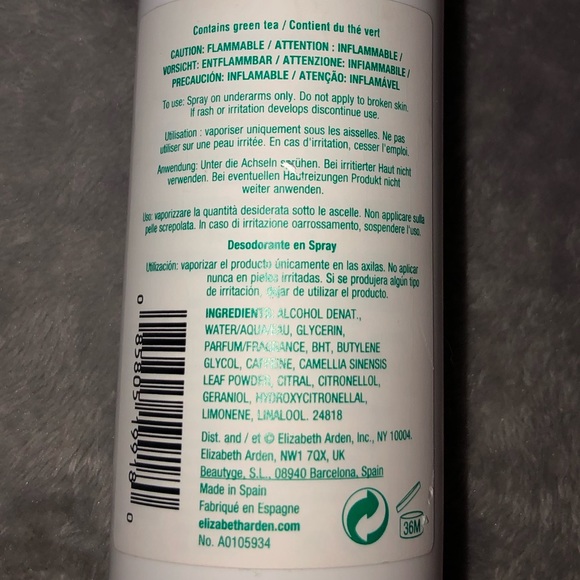 Contains green tea / Contient du thé vert
CAUTION: FLAMMABLE / ATTENTION : INFLAMMABLE /
VORSICHT: ENTFLAMMBAR / ATTENZIONE: INFIAMMABILE /
PRECAUCIÓN: INFLAMABLE / ATENÇÃO: INFLAMÁVEL
To use: Spray on underarms only. Do not apply to broken skin.
If rash or irritation develops discontinue use.
Utilisation : vaporiser uniquement sous les aisselles. Ne pas
utiliser sur une peau irritée. En cas d'irritation, cesser l'emploi.
Anwendung: Unter die Achseln sprühen. Bei irritierter Haut nicht
verwenden. Bei eventuellen Hautreizungen Produkt nicht
weiter anwenden.
Uso: vaporizzare la quantità desiderata sotto le ascelle. Non applicare sulla
pelle screpolata. In caso di irritazione oarrossamento, sospendere l'uso.
Desodorante en Spray
Utilización: vaporizar el producto únicamente en las axilas. No aplicar
nunca en pieles irritadas. Si se produjera algún tipo
de irritación, dejar de utilizar el producto.
INGREDIENTS: ALCOHOL DENAT.,
WATER/AQUA/EAU, GLYCERIN,
PARFUM/FRAGRANCE, BHT, BUTYLENE
GLYCOL, CAFFEINE, CAMELLIA SINENSIS
LEAF POWDER, CITRAL, CITRONELLOL,
GERANIOL, HYDROXYCITRONELLAL,
LIMONENE, LINALOOL. 24818
Dist. and / et © Elizabeth Arden, Inc., NY 10004.
Elizabeth Arden, NW1 7QX, UK
Beautyge, S.L., 08940 Barcelona, Spain
Made in Spain
Fabriqué en Espagne
elizabetharden.com
No. A0105934
36M
0 85805 19918 0